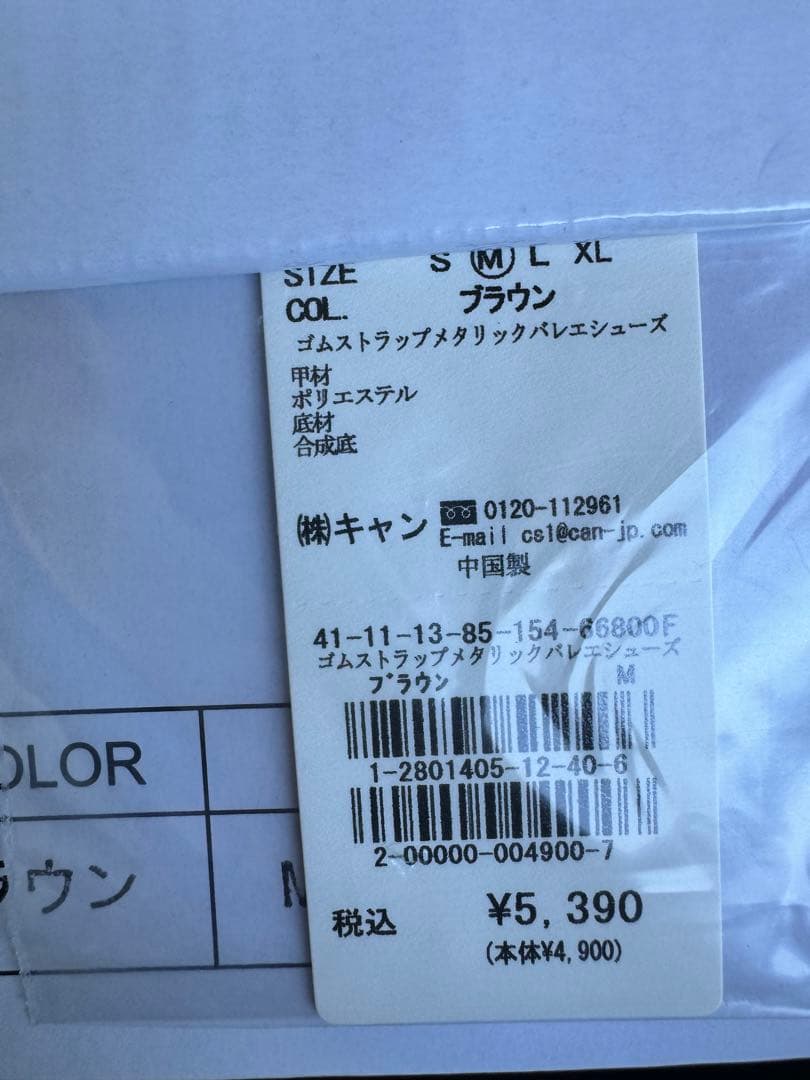 SIZE S M L XL
COL. ブラウン
ゴムストラップメタリックバレエシューズ
甲材
ポリエステル
底材
合成底
㈱キャン 0120-112961
E-mail cs1@can-jp.com
中国製
41-11-13-85-154-66800F
ゴムストラップメタリックバレエシューズ
ブラウン M
1-2801405-12-40-6
2-00000-004900-7
税込 ¥5,390
(本体¥4,900)
OLOR
ラウン M